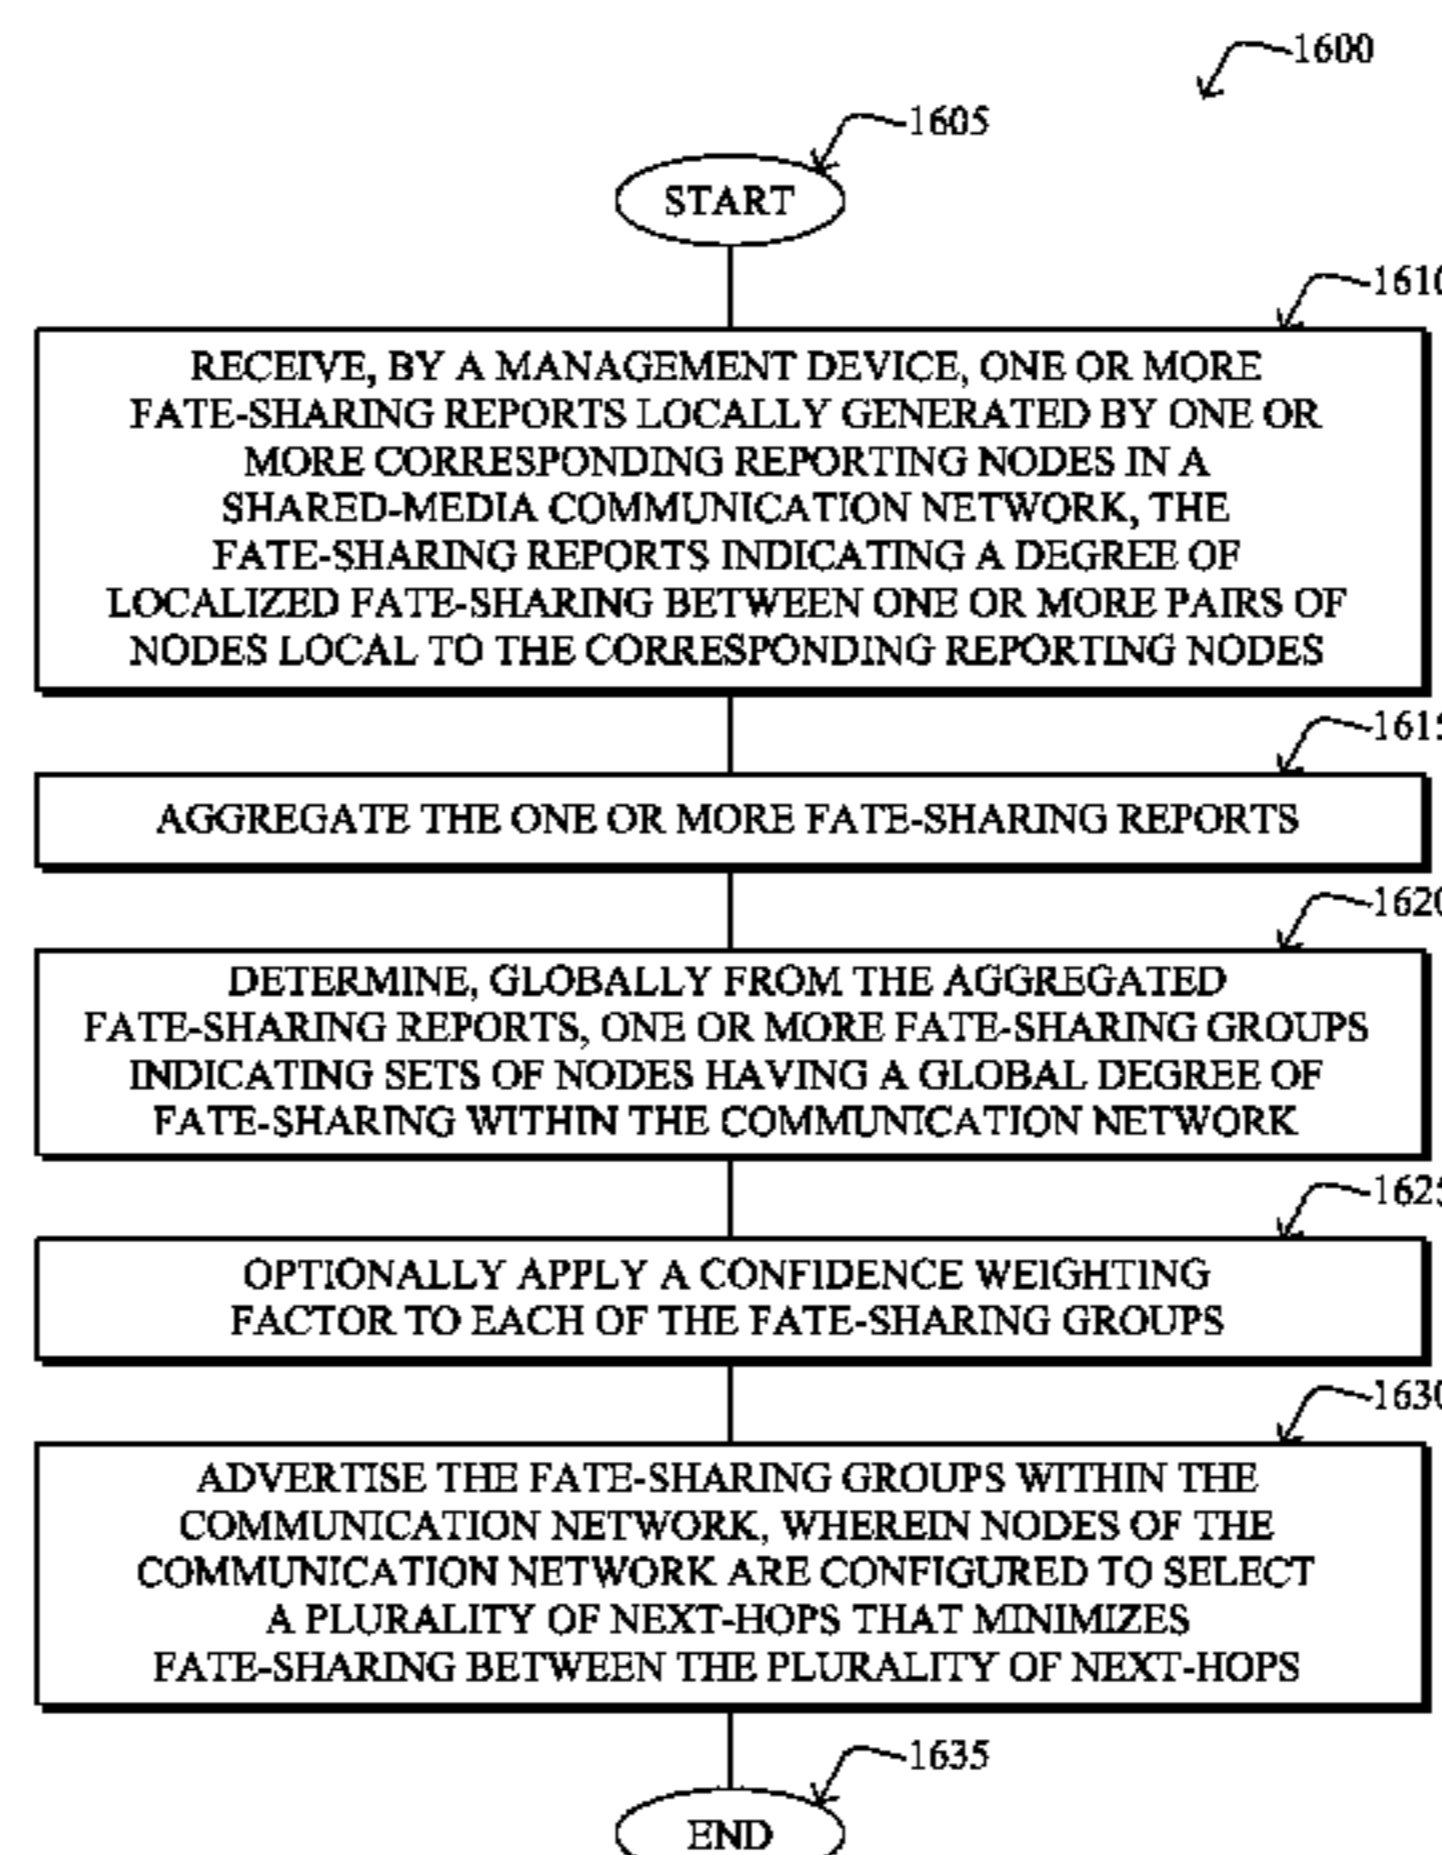 1600
1605
START
1610
RECEIVE, BY A MANAGEMENT DEVICE, ONE OR MORE
FATE-SHARING REPORTS LOCALLY GENERATED BY ONE OR
MORE CORRESPONDING REPORTING NODES IN A
SHARED-MEDIA COMMUNICATION NETWORK, THE
FATE-SHARING REPORTS INDICATING A DEGREE OF
LOCALIZED FATE-SHARING BETWEEN ONE OR MORE PAIRS OF
NODES LOCAL TO THE CORRESPONDING REPORTING NODES
1615
AGGREGATE THE ONE OR MORE FATE-SHARING REPORTS
1620
DETERMINE, GLOBALLY FROM THE AGGREGATED
FATE-SHARING REPORTS, ONE OR MORE FATE-SHARING GROUPS
INDICATING SETS OF NODES HAVING A GLOBAL DEGREE OF
FATE-SHARING WITHIN THE COMMUNICATION NETWORK
1625
OPTIONALLY APPLY A CONFIDENCE WEIGHTING
FACTOR TO EACH OF THE FATE-SHARING GROUPS
1630
ADVERTISE THE FATE-SHARING GROUPS WITHIN THE
COMMUNICATION NETWORK, WHEREIN NODES OF THE
COMMUNICATION NETWORK ARE CONFIGURED TO SELECT
A PLURALITY OF NEXT-HOPS THAT MINIMIZES
FATE-SHARING BETWEEN THE PLURALITY OF NEXT-HOPS
1635
END